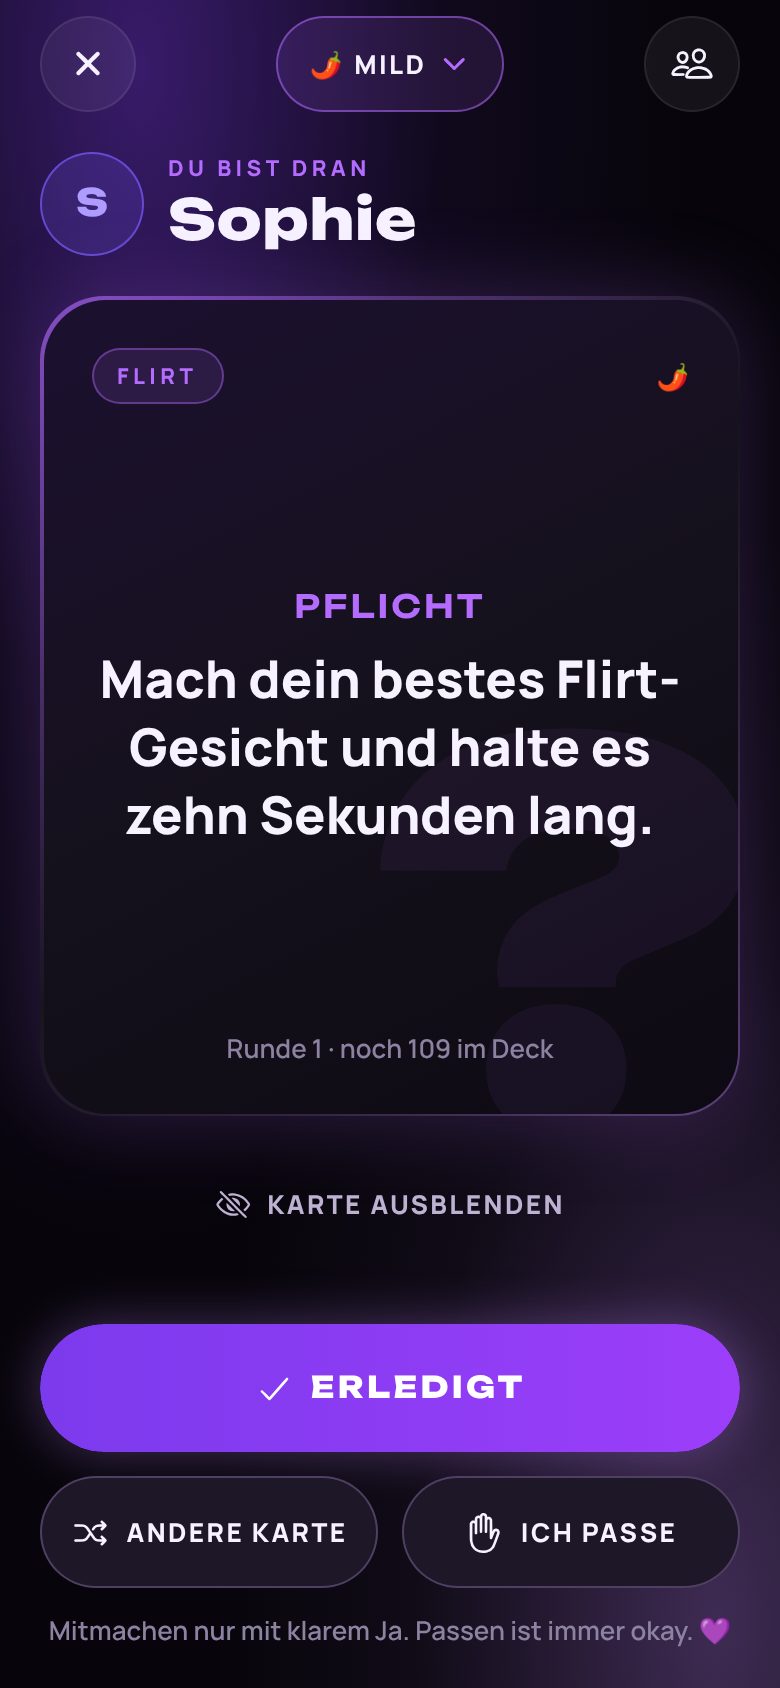 🌶️ MILD
DU BIST DRAN
S
Sophie
FLIRT
🌶️
PFLICHT
Mach dein bestes Flirt-
Gesicht und halte es
zehn Sekunden lang.
?
Runde 1 · noch 109 im Deck
KARTE AUSBLENDEN
ERLEDIGT
ANDERE KARTE
ICH PASSE
Mitmachen nur mit klarem Ja. Passen ist immer okay. 💜